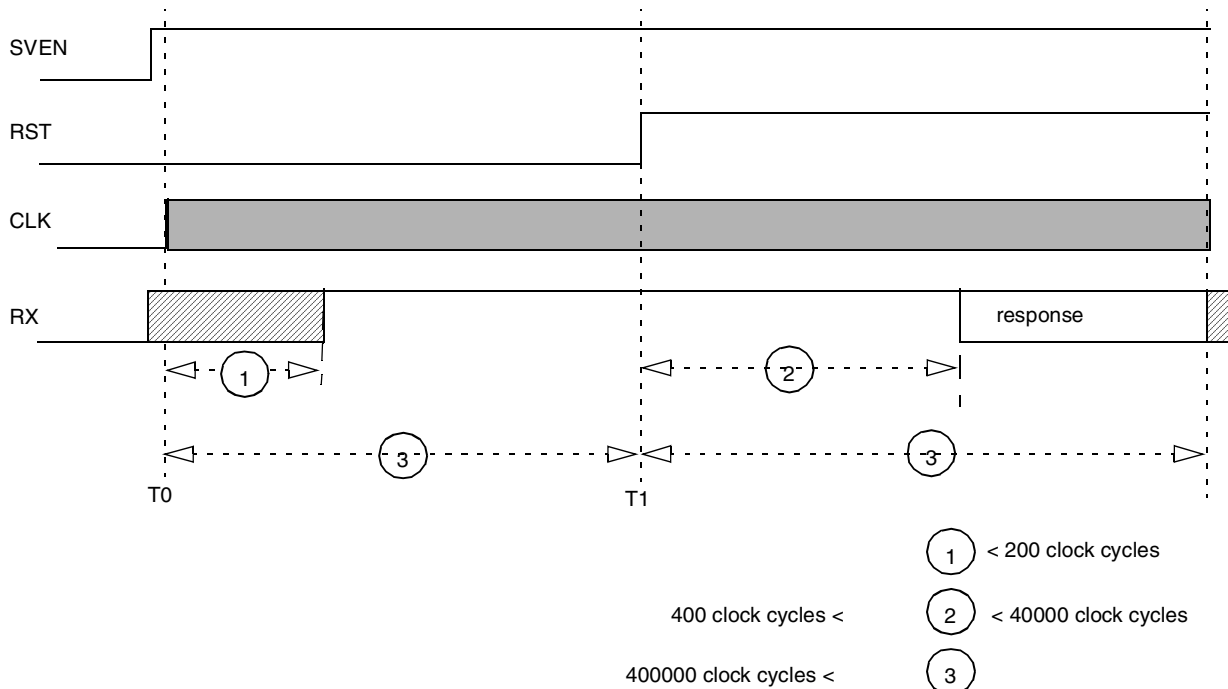 SVEN
RST
CLK
RX
response
1
2
3
3
T0
T1
1 < 200 clock cycles
400 clock cycles < 2 < 40000 clock cycles
400000 clock cycles < 3